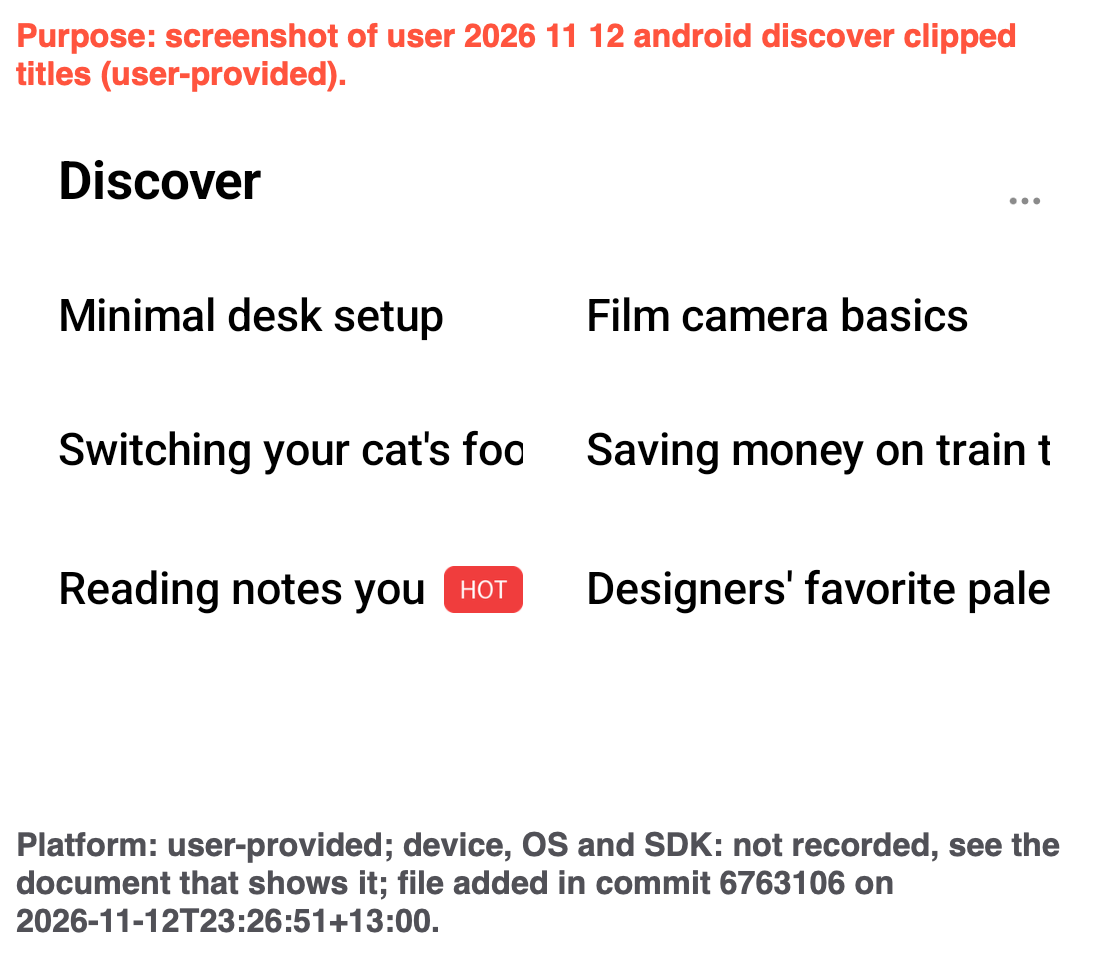 Purpose: screenshot of user 2026 11 12 android discover clipped
titles (user-provided).
Discover
...
Minimal desk setup
Film camera basics
Switching your cat's foo
Saving money on train t
Reading notes you HOT
Designers' favorite pale
Platform: user-provided; device, OS and SDK: not recorded, see the
document that shows it; file added in commit 6763106 on
2026-11-12T23:26:51+13:00.